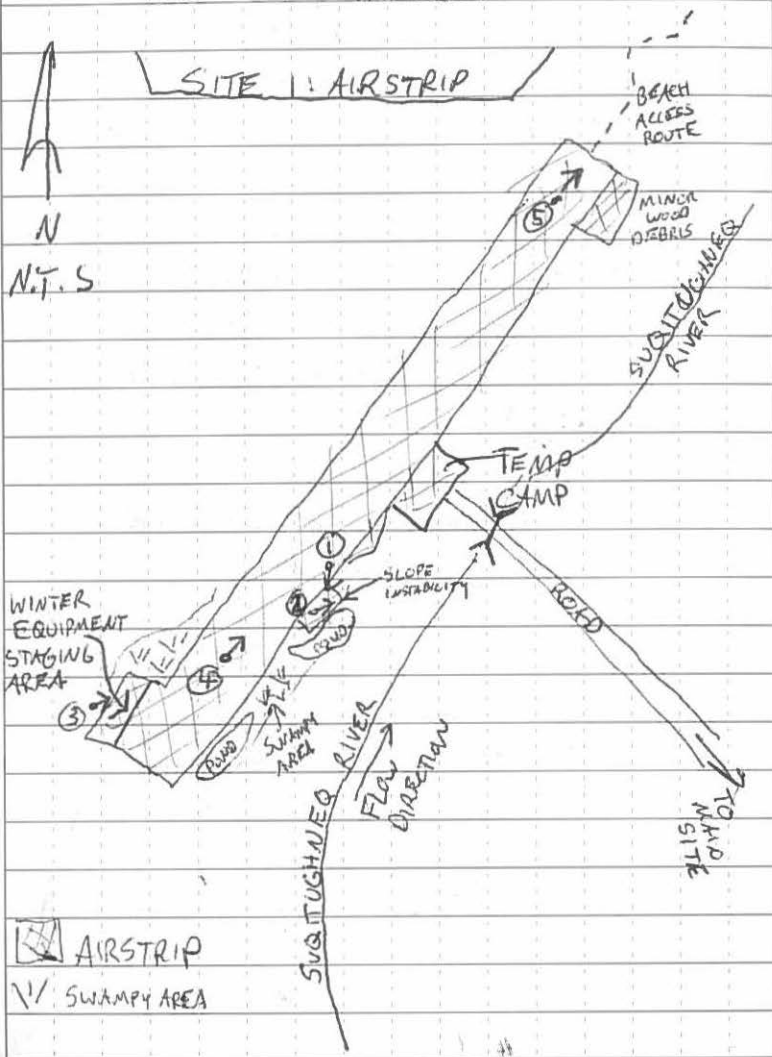 SITE 1: AIRSTRIP
N
N.T.S
BEACH
ACCESS
ROUTE
5
MINOR
WOOD
DEBRIS
SUQITUGHNEQ
RIVER
TEMP
CAMP
1
SLOPE
INSTABILITY
2
POND
ROAD
WINTER
EQUIPMENT
STAGING
AREA
4
3
POND
SWAMPY
AREA
SUQITUGHNEQ RIVER
FLOW
DIRECTION
TO MAIN
SITE
AIRSTRIP
SWAMPY AREA